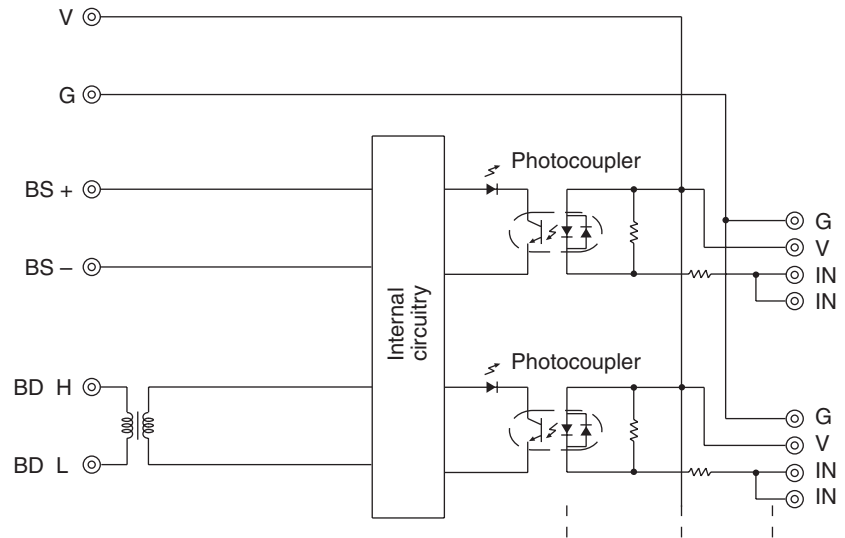 V
G
BS +
BS –
BD H
BD L
Internal
circuitry
Photocoupler
G
V
IN
IN
Photocoupler
G
V
IN
IN